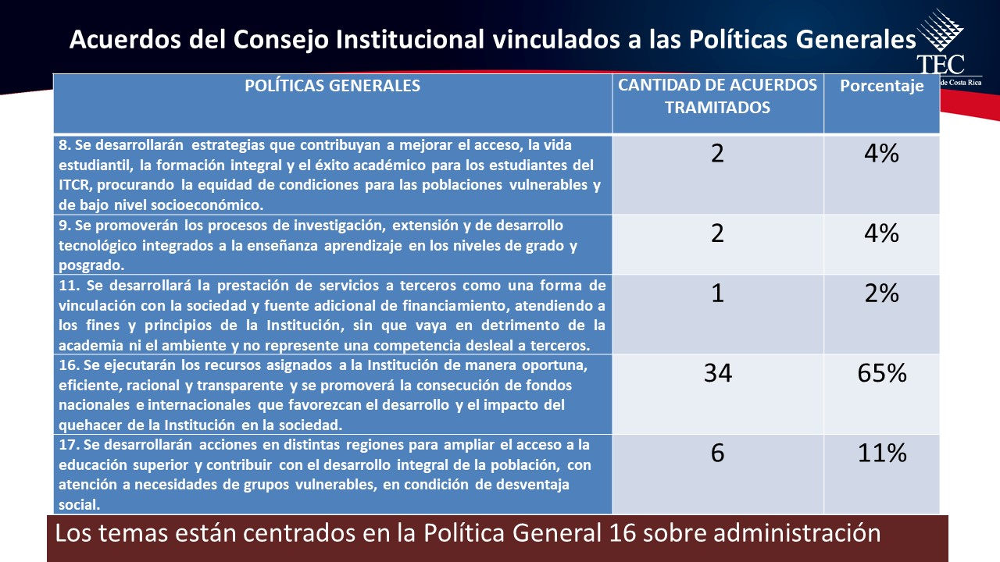 Acuerdos del Consejo Institucional vinculados a las Políticas Generales
TEC
de Costa Rica
POLÍTICAS GENERALES
CANTIDAD DE ACUERDOS
TRAMITADOS
Porcentaje
8. Se desarrollarán estrategias que contribuyan a mejorar el acceso, la vida
estudiantil, la formación integral y el éxito académico para los estudiantes del
ITCR, procurando la equidad de condiciones para las poblaciones vulnerables y
de bajo nivel socioeconómico.
2
4%
9. Se promoverán los procesos de investigación, extensión y de desarrollo
tecnológico integrados a la enseñanza aprendizaje en los niveles de grado y
posgrado.
2
4%
11. Se desarrollará la prestación de servicios a terceros como una forma de
vinculación con la sociedad y fuente adicional de financiamiento, atendiendo a
los fines y principios de la Institución, sin que vaya en detrimento de la
academia ni el ambiente y no represente una competencia desleal a terceros.
1
2%
16. Se ejecutarán los recursos asignados a la Institución de manera oportuna,
eficiente, racional y transparente y se promoverá la consecución de fondos
nacionales e internacionales que favorezcan el desarrollo y el impacto del
quehacer de la Institución en la sociedad.
34
65%
17. Se desarrollarán acciones en distintas regiones para ampliar el acceso a la
educación superior y contribuir con el desarrollo integral de la población, con
atención a necesidades de grupos vulnerables, en condición de desventaja
social.
6
11%
Los temas están centrados en la Política General 16 sobre administración